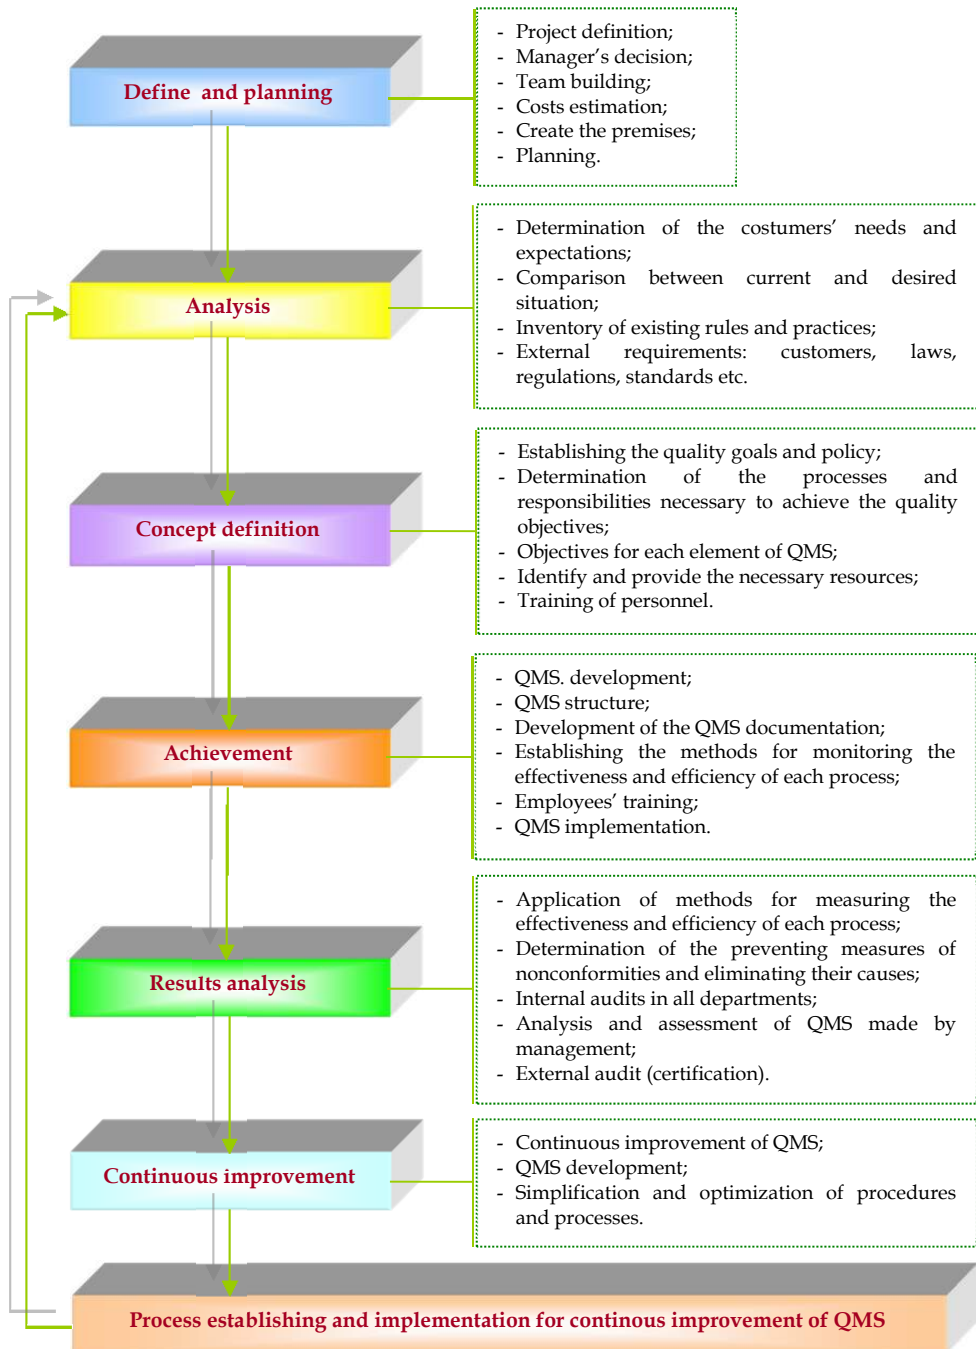 Define and planning
- Project definition;
- Manager's decision;
- Team building;
- Costs estimation;
- Create the premises;
- Planning.
Analysis
- Determination of the costumers' needs and
expectations;
- Comparison between current and desired
situation;
- Inventory of existing rules and practices;
- External requirements: customers, laws,
regulations, standards etc.
Concept definition
- Establishing the quality goals and policy;
- Determination of the processes and
responsibilities necessary to achieve the quality
objectives;
- Objectives for each element of QMS;
- Identify and provide the necessary resources;
- Training of personnel.
Achievement
- QMS. development;
- QMS structure;
- Development of the QMS documentation;
- Establishing the methods for monitoring the
effectiveness and efficiency of each process;
- Employees' training;
- QMS implementation.
Results analysis
- Application of methods for measuring the
effectiveness and efficiency of each process;
- Determination of the preventing measures of
nonconformities and eliminating their causes;
- Internal audits in all departments;
- Analysis and assessment of QMS made by
management;
- External audit (certification).
Continuous improvement
- Continuous improvement of QMS;
- QMS development;
- Simplification and optimization of procedures
and processes.
Process establishing and implementation for continous improvement of QMS